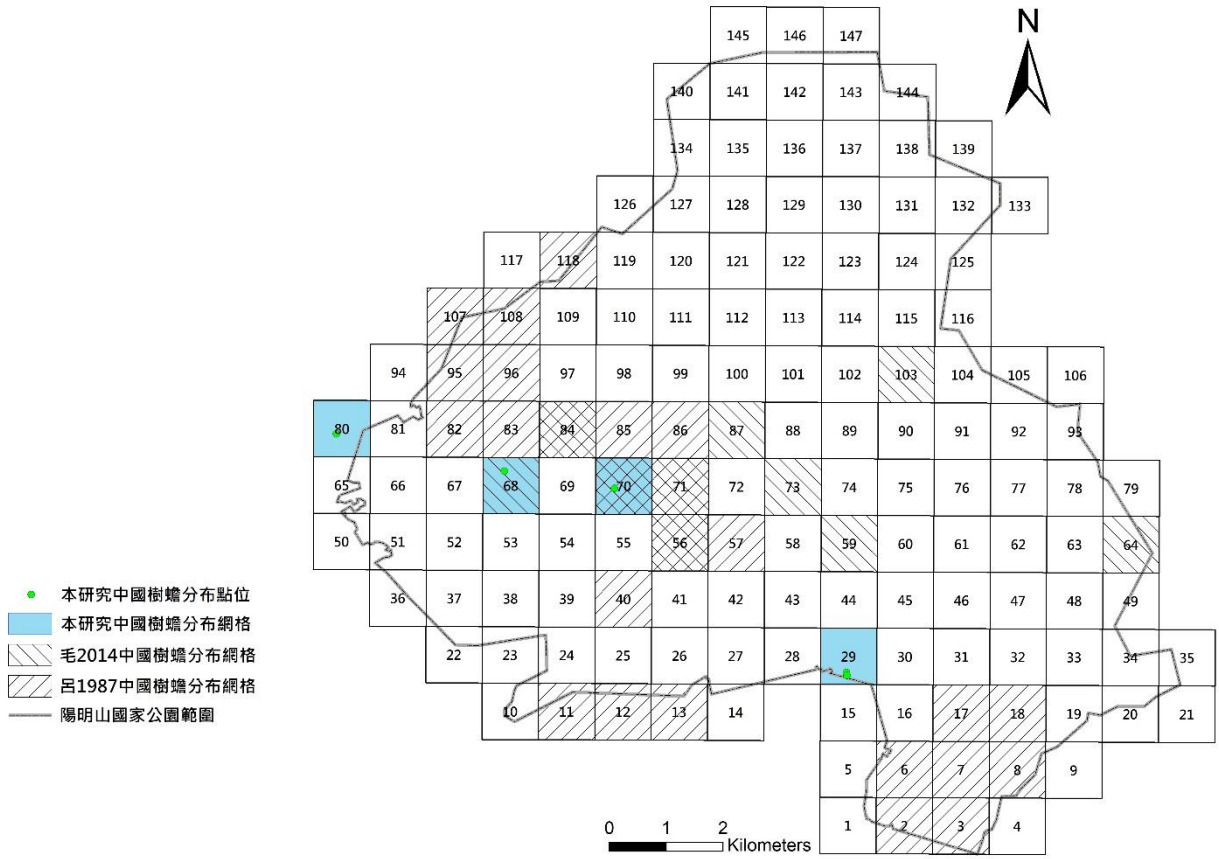 145 146 147
N
140 141 142 143 144
134 135 136 137 138 139
126 127 128 129 130 131 132 133
117 118 119 120 121 122 123 124 125
107 108 109 110 111 112 113 114 115 116
94 95 96 97 98 99 100 101 102 103 104 105 106
80 81 82 83 84 85 86 87 88 89 90 91 92 93
65 66 67 68 69 70 71 72 73 74 75 76 77 78 79
50 51 52 53 54 55 56 57 58 59 60 61 62 63 64
36 37 38 39 40 41 42 43 44 45 46 47 48 49
22 23 24 25 26 27 28 29 30 31 32 33 34 35
10 11 12 13 14 15 16 17 18 19 20 21
5 6 7 8 9
1 2 3 4
本研究中國樹蟾分布點位
本研究中國樹蟾分布網格
毛2014中國樹蟾分布網格
呂1987中國樹蟾分布網格
陽明山國家公園範圍
0 1 2
Kilometers